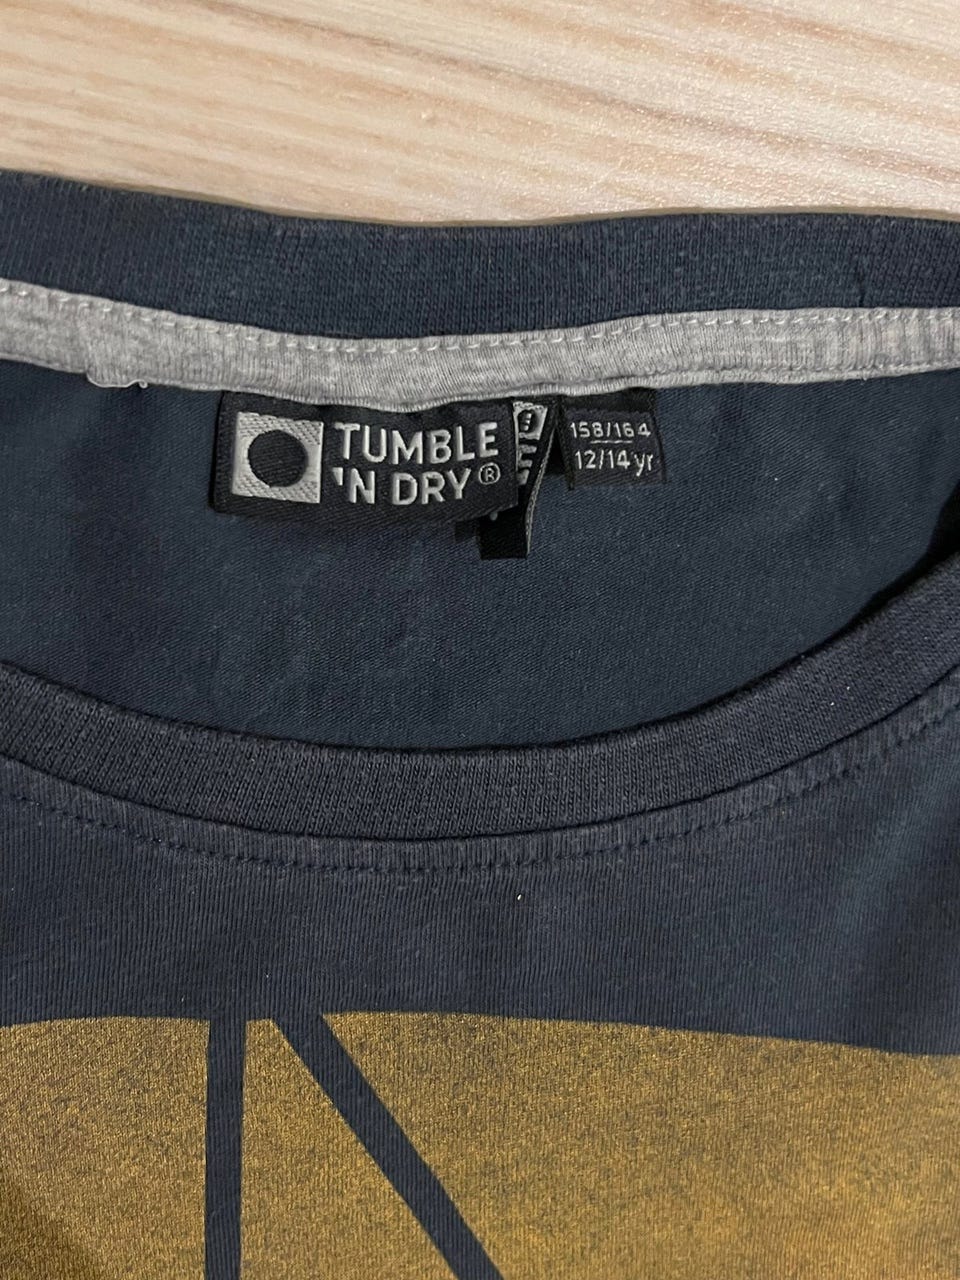 TUMBLE
'N DRY®
158/164
12/14 yr